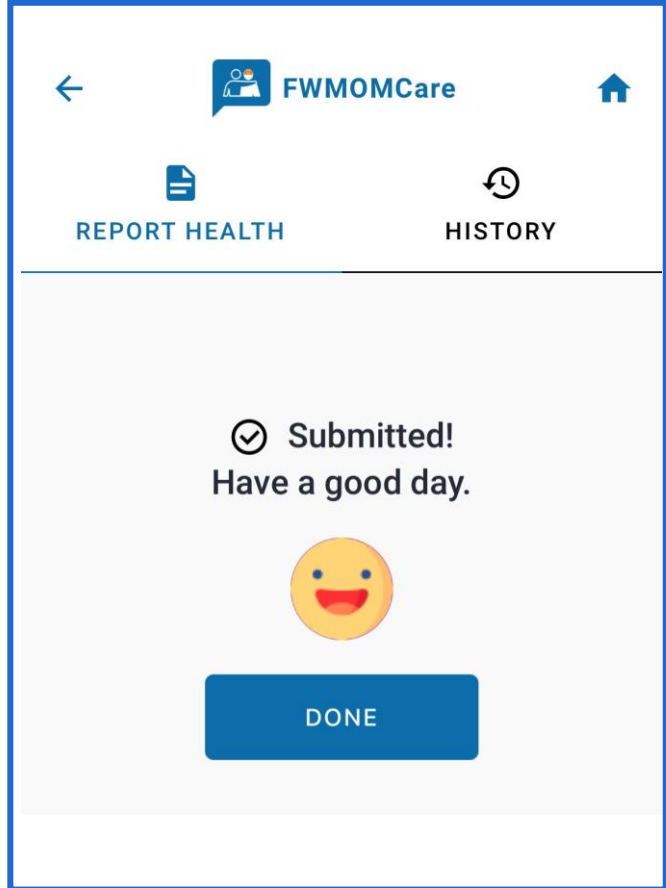 FWMOMCare
REPORT HEALTH
HISTORY
Submitted!
Have a good day.
DONE